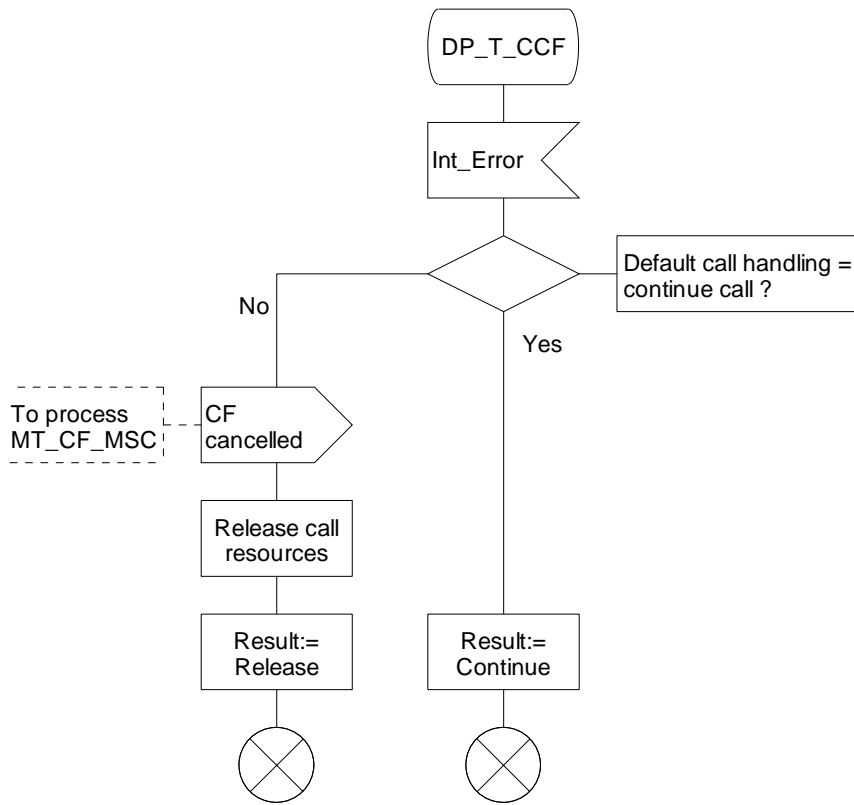 DP_T_CCF
Int_Error
Default call handling =
continue call ?
No
Yes
To process
MT_CF_MSC
CF
cancelled
Release call
resources
Result:=
Release
Result:=
Continue